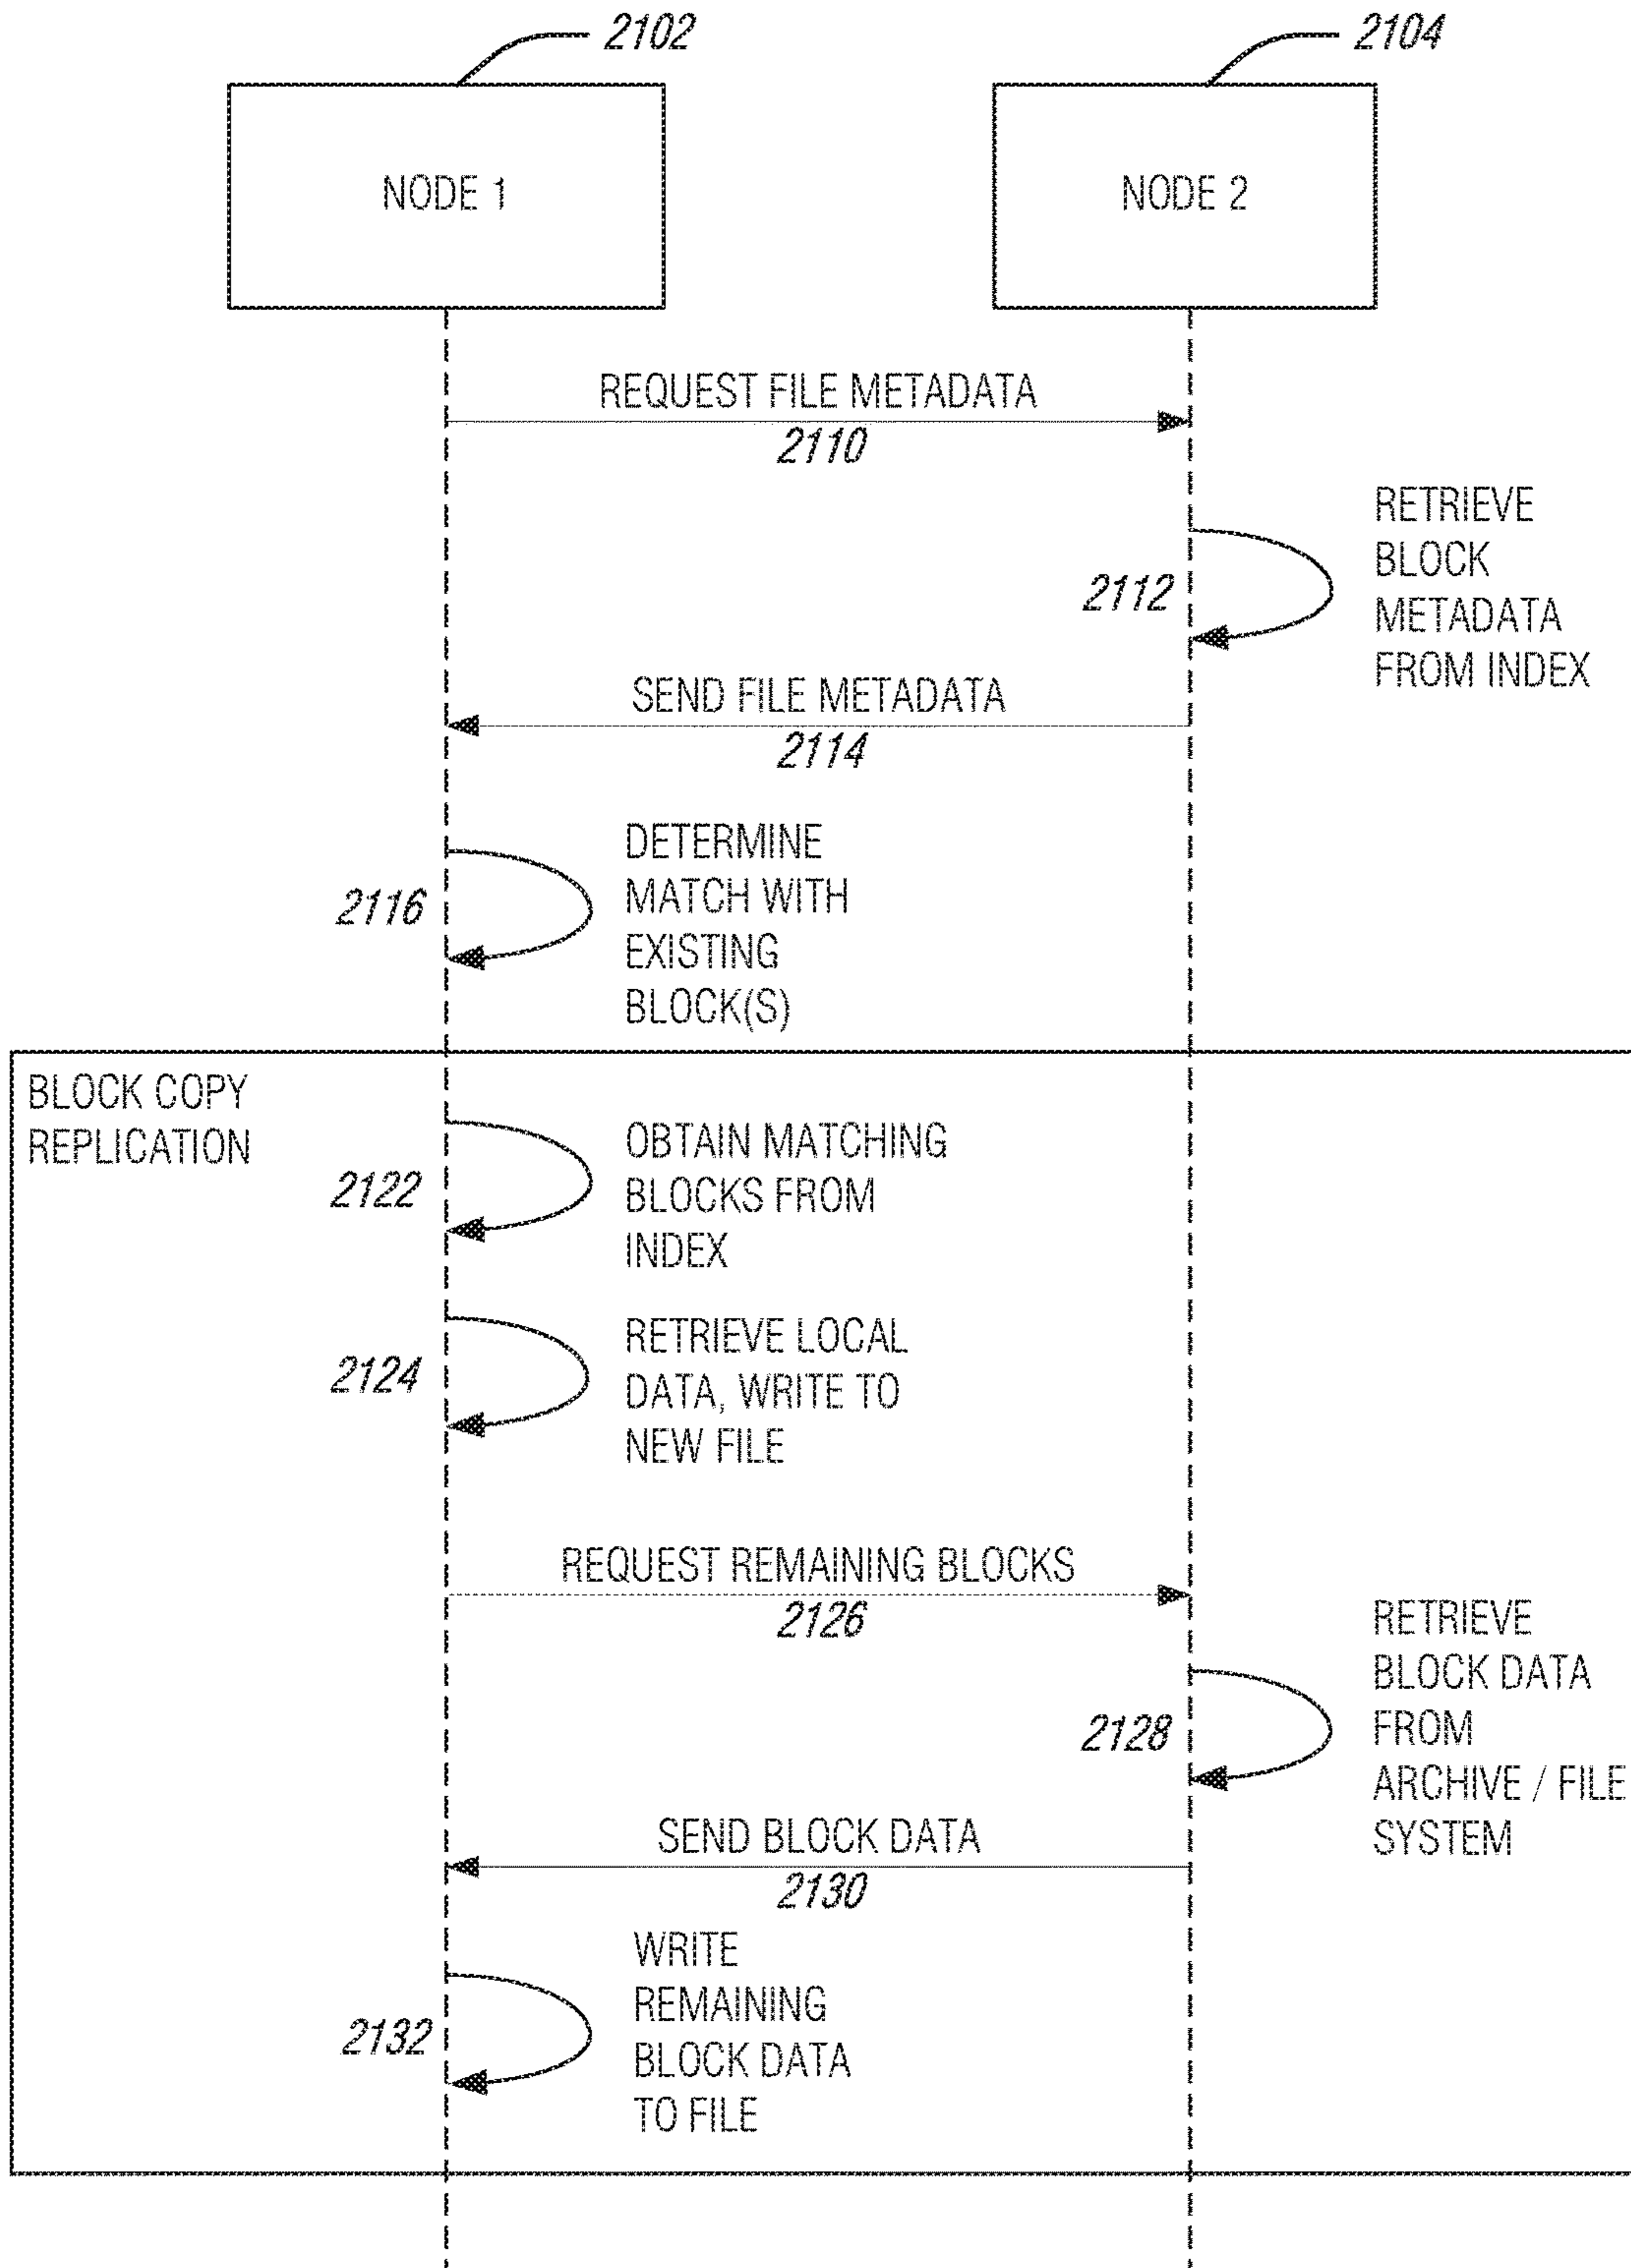 2102
2104
NODE 1
NODE 2
REQUEST FILE METADATA
2110
RETRIEVE
BLOCK
METADATA
FROM INDEX
2112
SEND FILE METADATA
2114
DETERMINE
MATCH WITH
EXISTING
BLOCK(S)
2116
BLOCK COPY
REPLICATION
OBTAIN MATCHING
BLOCKS FROM
INDEX
2122
RETRIEVE LOCAL
DATA, WRITE TO
NEW FILE
2124
REQUEST REMAINING BLOCKS
2126
RETRIEVE
BLOCK DATA
FROM
ARCHIVE / FILE
SYSTEM
2128
SEND BLOCK DATA
2130
WRITE
REMAINING
BLOCK DATA
TO FILE
2132